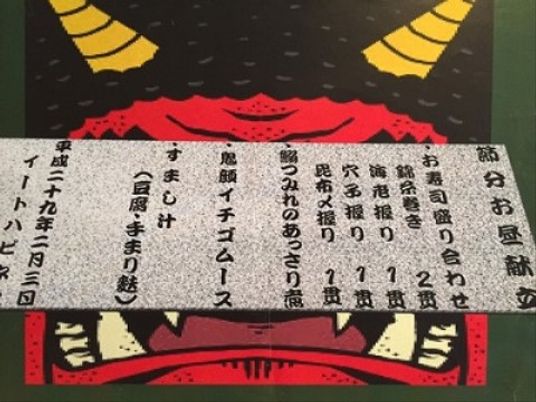 節分お昼献立
・お寿司盛り合わせ
錦糸巻き 2貫
海老握り 1貫
穴子握り 1貫
昆布〆握り 1貫
・鰯つみれのあっさり煮
・鬼顔イチゴムース
・すまし汁
(豆腐・手まり麩)
平成二十九年二月三日
イートハピネ